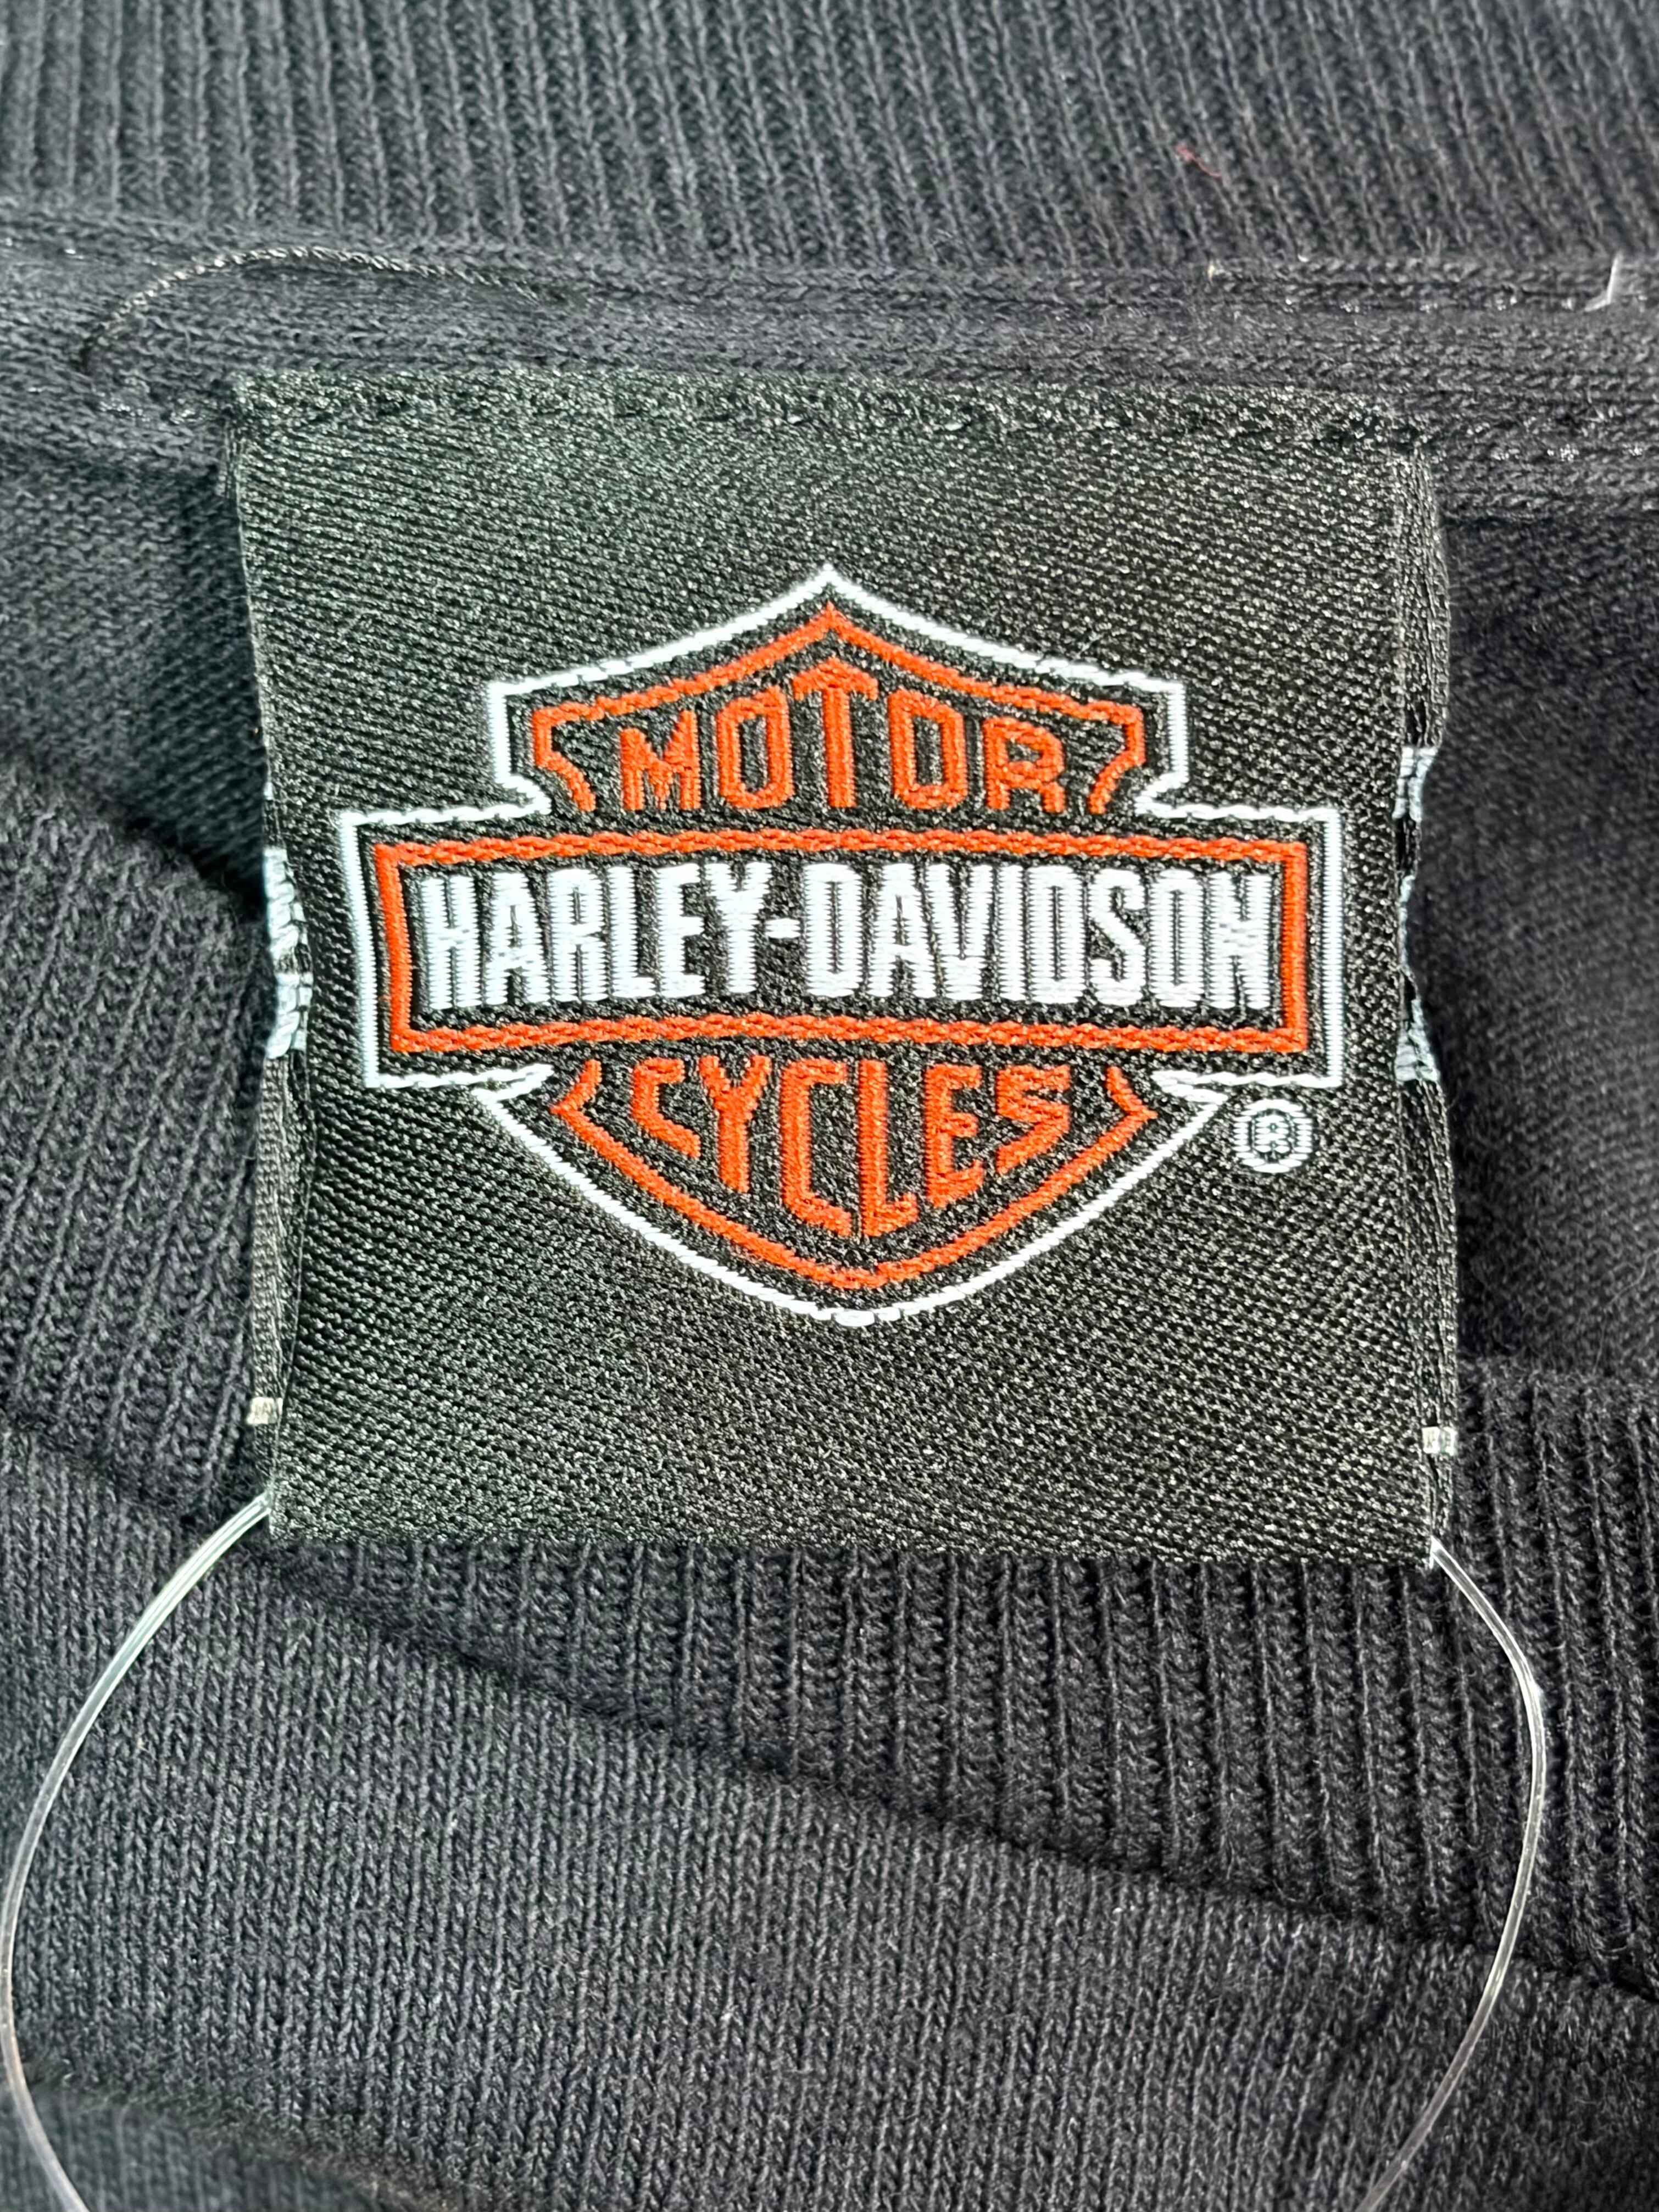 MOTOR
HARLEY-DAVIDSON
CYCLES
®